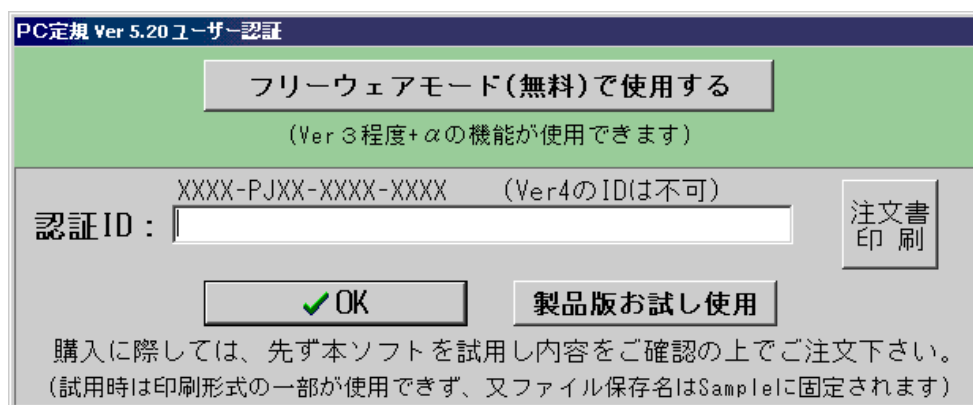 PC定規 Ver 5.20 ユーザー認証
フリーウェアモード(無料)で使用する
(Ver３程度+αの機能が使用できます)
XXXX-PJXX-XXXX-XXXX (Ver4のIDは不可)
認証ID：
注文書
印 刷
OK
製品版お試し使用
購入に際しては、先ず本ソフトを試用し内容をご確認の上でご注文下さい。
(試用時は印刷形式の一部が使用できず、又ファイル保存名はSampleに固定されます)